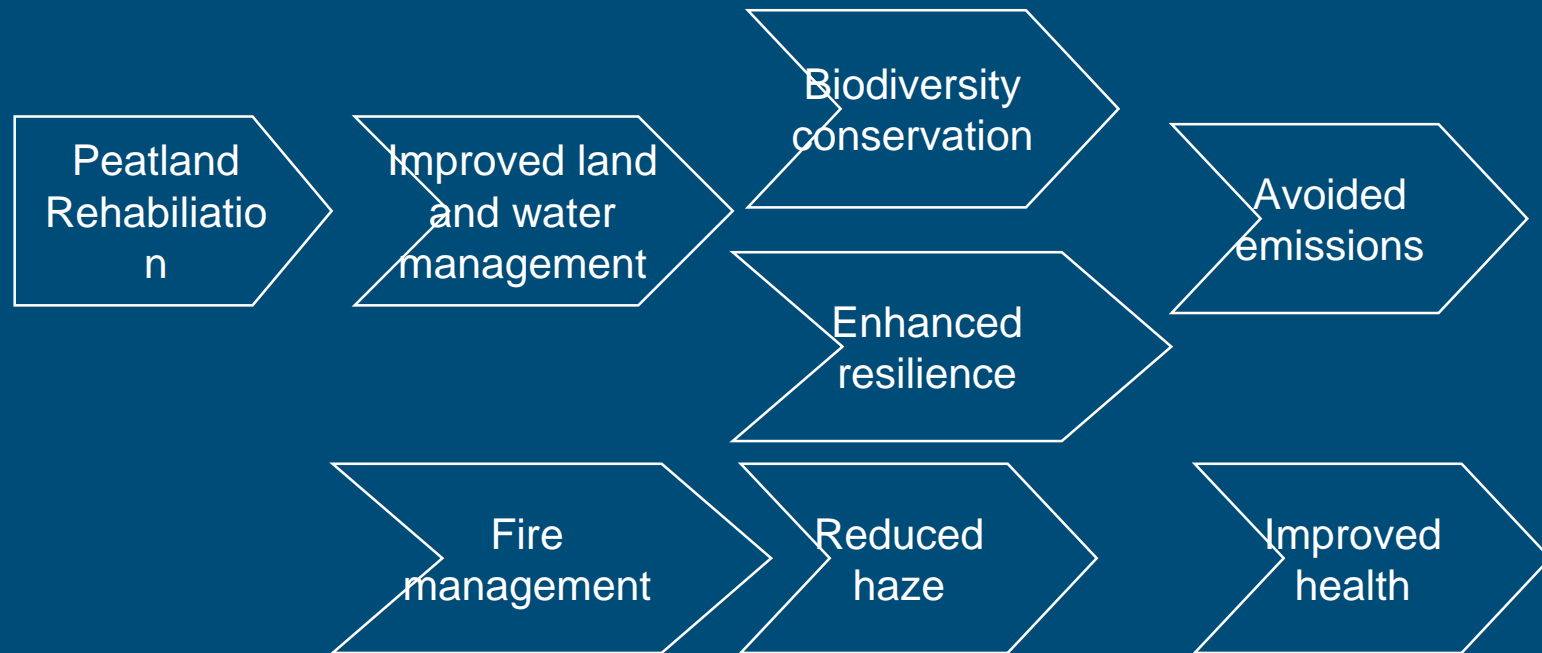 Peatland
Rehabiliatio
n
Improved land
and water
management
Biodiversity
conservation
Enhanced
resilience
Avoided
emissions
Fire
management
Reduced
haze
Improved
health